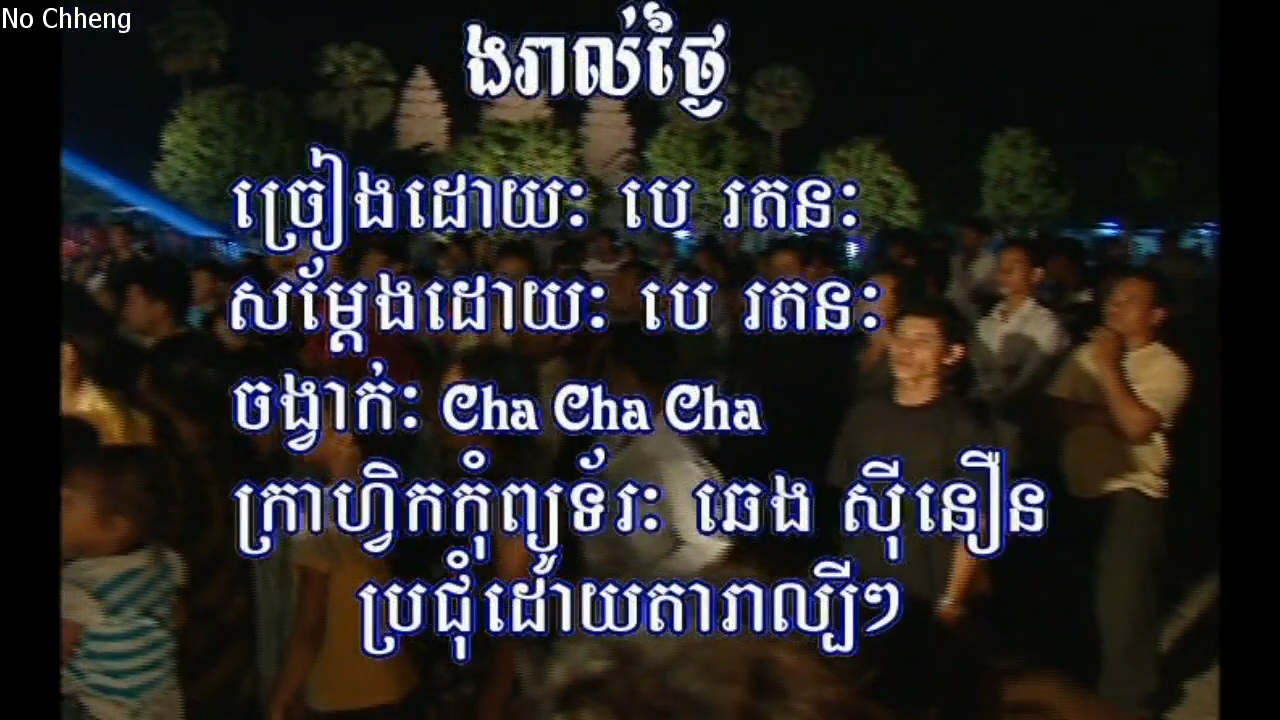 No Chheng
ងរាល់ថ្ងៃ
ច្រៀងដោយៈ បេ រតនៈ
សម្ដែងដោយៈ បេ រតនៈ
ចង្វាក់ៈ Cha Cha Cha
ក្រាហ្វិកកុំព្យូទ័រៈ ឆេង ស៊ីនឿន
ប្រជុំដោយតារាល្បីៗ